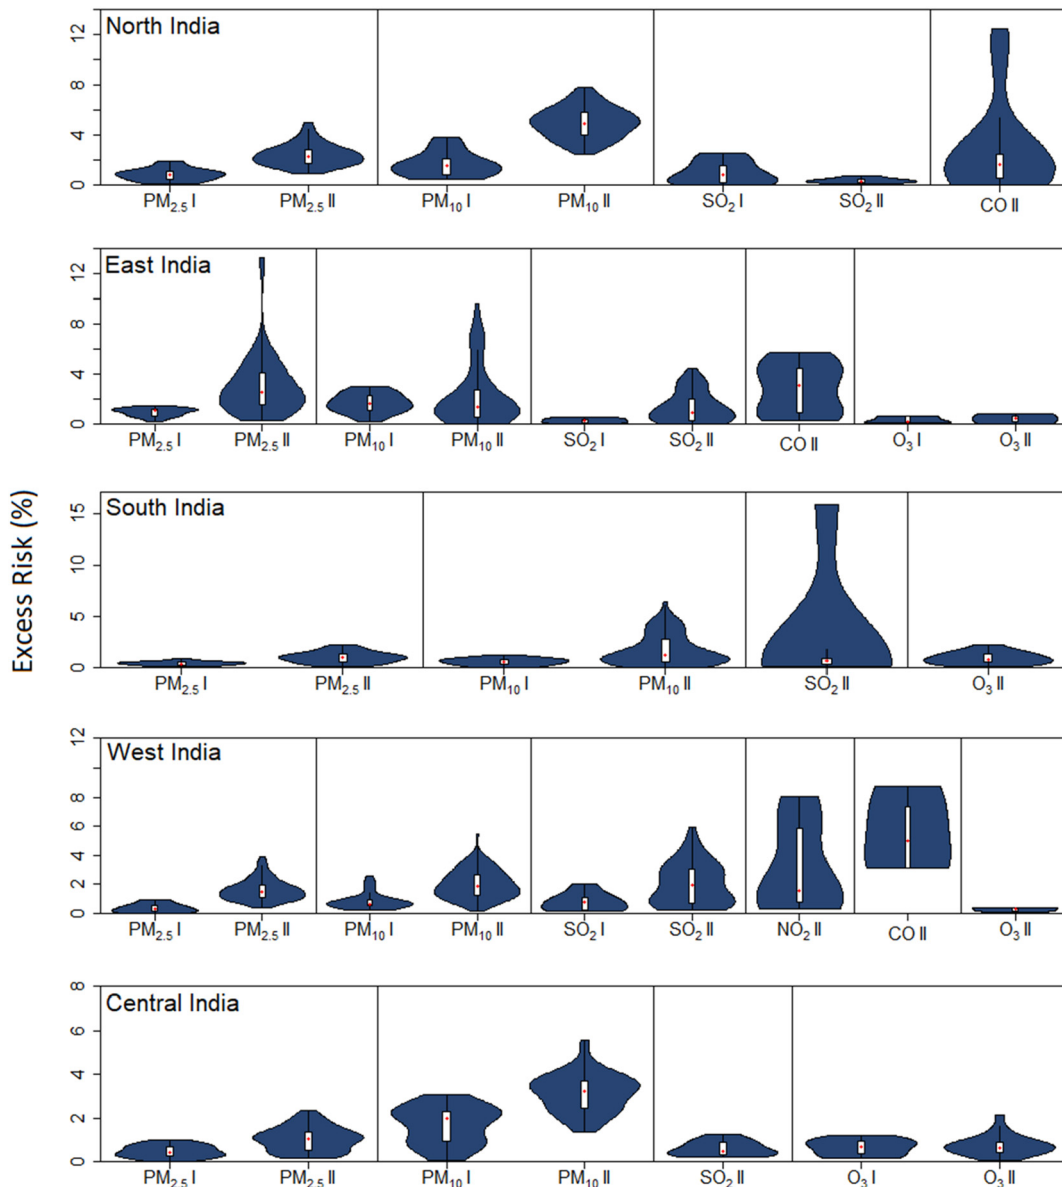 Excess Risk (%)
North India
12
8
4
0
PM2.5 I PM2.5 II PM10 I PM10 II SO2 I SO2 II CO II
East India
12
8
4
0
PM2.5 I PM2.5 II PM10 I PM10 II SO2 I SO2 II CO II O3 I O3 II
South India
15
10
5
0
PM2.5 I PM2.5 II PM10 I PM10 II SO2 II O3 II
West India
12
8
6
4
2
0
PM2.5 I PM2.5 II PM10 I PM10 II SO2 I SO2 II NO2 II CO II O3 II
Central India
8
6
4
2
0
PM2.5 I PM2.5 II PM10 I PM10 II SO2 II O3 I O3 II